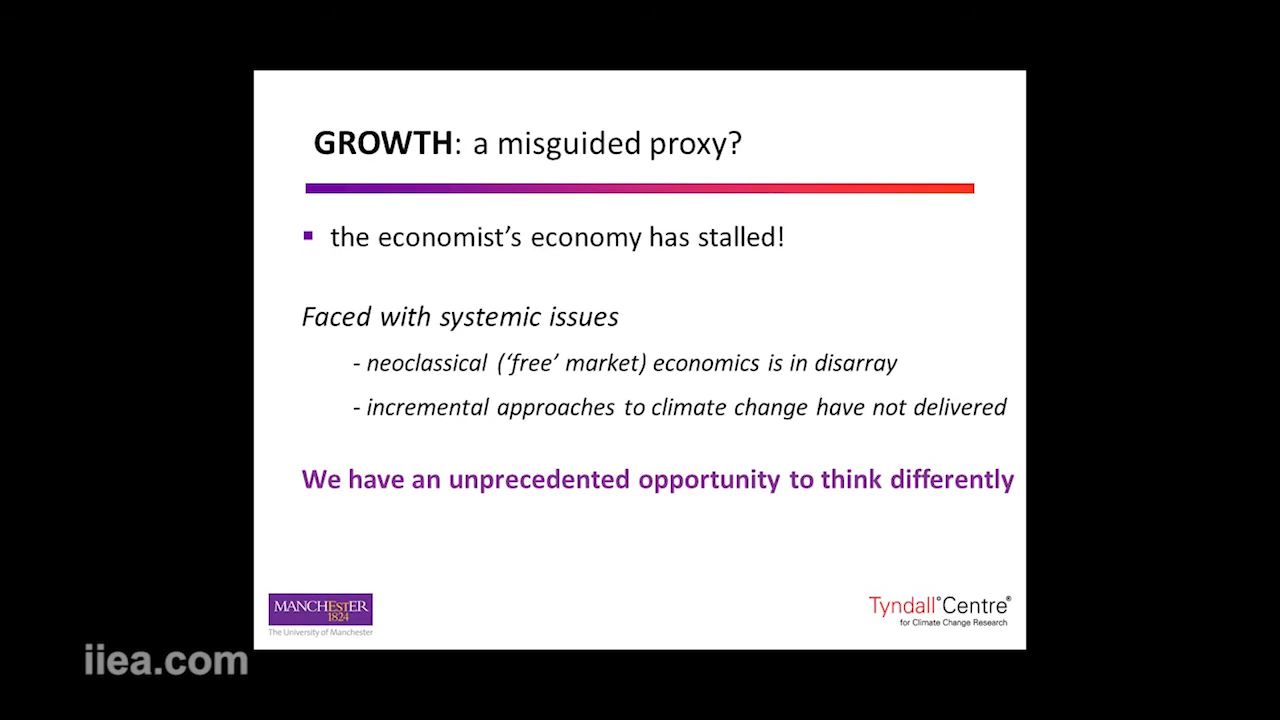 GROWTH: a misguided proxy?
▪ the economist's economy has stalled!
Faced with systemic issues
- neoclassical ('free' market) economics is in disarray
- incremental approaches to climate change have not delivered
We have an unprecedented opportunity to think differently
MANCHESTER
1824
The University of Manchester
Tyndall°Centre®
for Climate Change Research
iiea.com